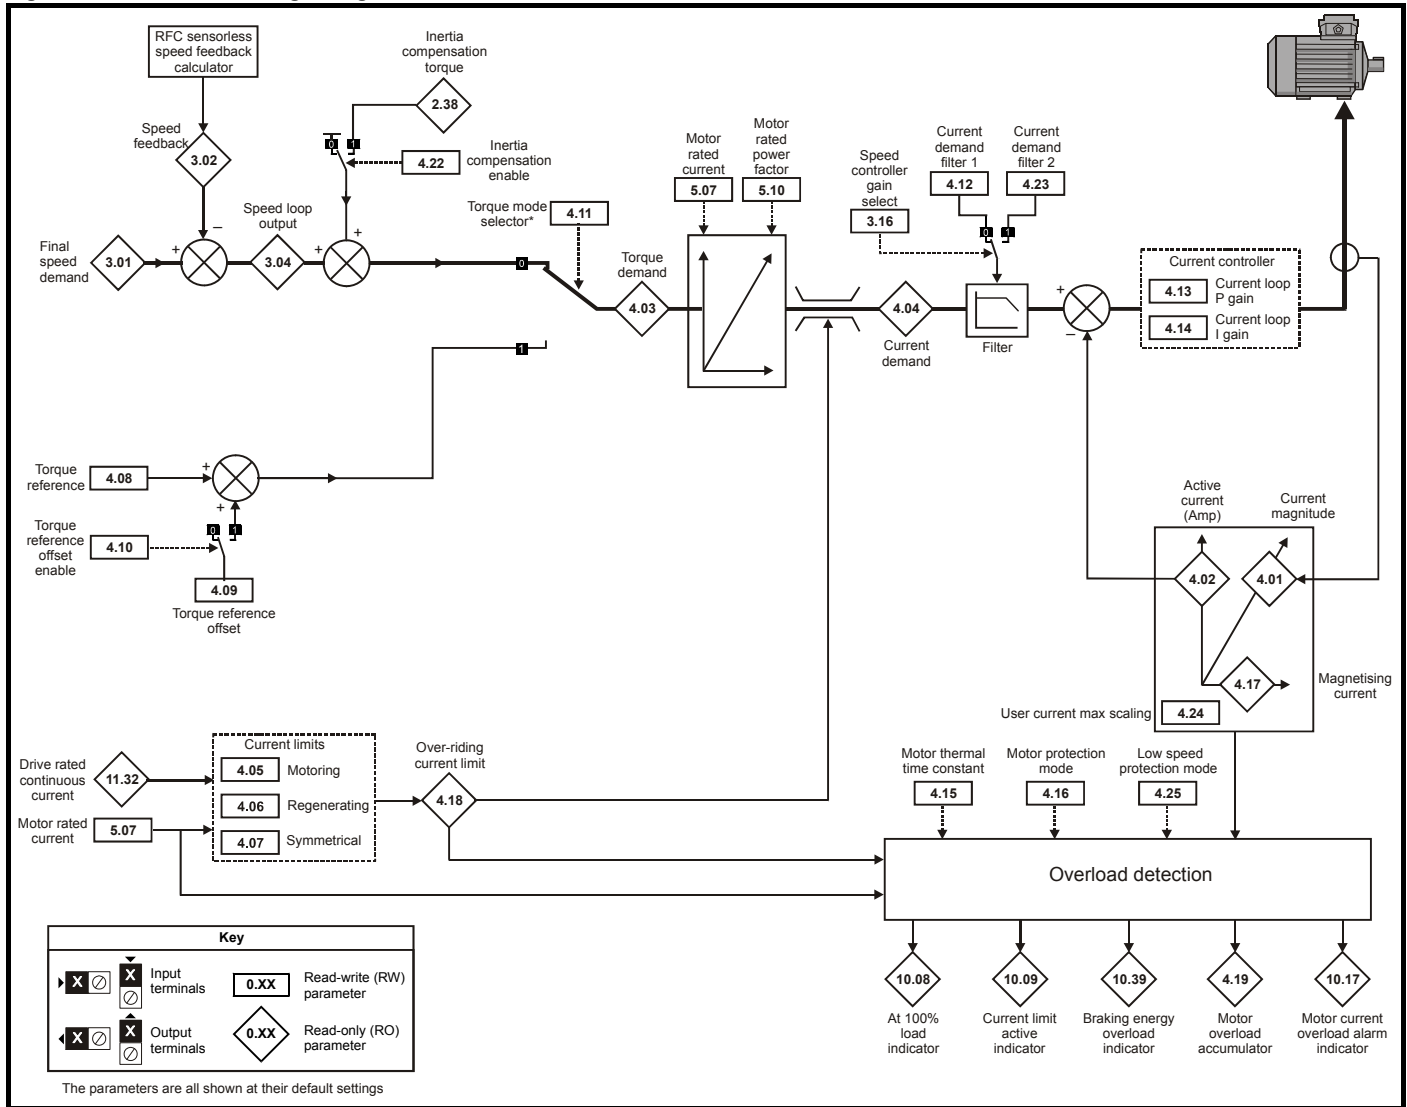 RFC sensorless
speed feedback
calculator
Inertia
compensation
torque
2.38
Speed
feedback
3.02
0 1
4.22
Inertia
compensation
enable
Final
speed
demand
3.01
+
–
Speed loop
output
3.04
+
+
Torque mode
selector*
4.11
0
1
Torque
demand
4.03
Motor
rated
current
5.07
Motor
rated
power
factor
5.10
Speed
controller
gain
select
3.16
Current
demand
filter 1
4.12
Current
demand
filter 2
4.23
0 1
4.04
Current
demand
Filter
+
–
Current controller
4.13
Current loop
P gain
4.14
Current loop
I gain
Torque
reference
4.08
+
+
Torque
reference
offset
enable
4.10
0 1
4.09
Torque reference
offset
Active
current
(Amp)
Current
magnitude
4.02
4.01
4.17
Magnetising
current
User current max scaling
4.24
Drive rated
continuous
current
11.32
Motor rated
current
5.07
Current limits
4.05
Motoring
4.06
Regenerating
4.07
Symmetrical
Over-riding
current limit
4.18
Motor thermal
time constant
4.15
Motor protection
mode
4.16
Low speed
protection mode
4.25
Overload detection
10.08
At 100%
load
indicator
10.09
Current limit
active
indicator
10.39
Braking energy
overload
indicator
4.19
Motor
overload
accumulator
10.17
Motor current
overload alarm
indicator
Key
X
X
Input
terminals
0.XX
Read-write (RW)
parameter
X
X
Output
terminals
0.XX
Read-only (RO)
parameter
The parameters are all shown at their default settings